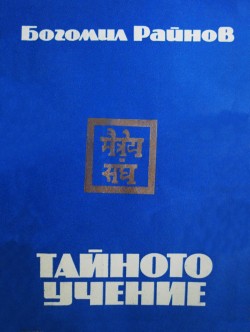 Богомил Райнов
मैत्रेय
संघ
ТАЙНОТО
УЧЕНИЕ